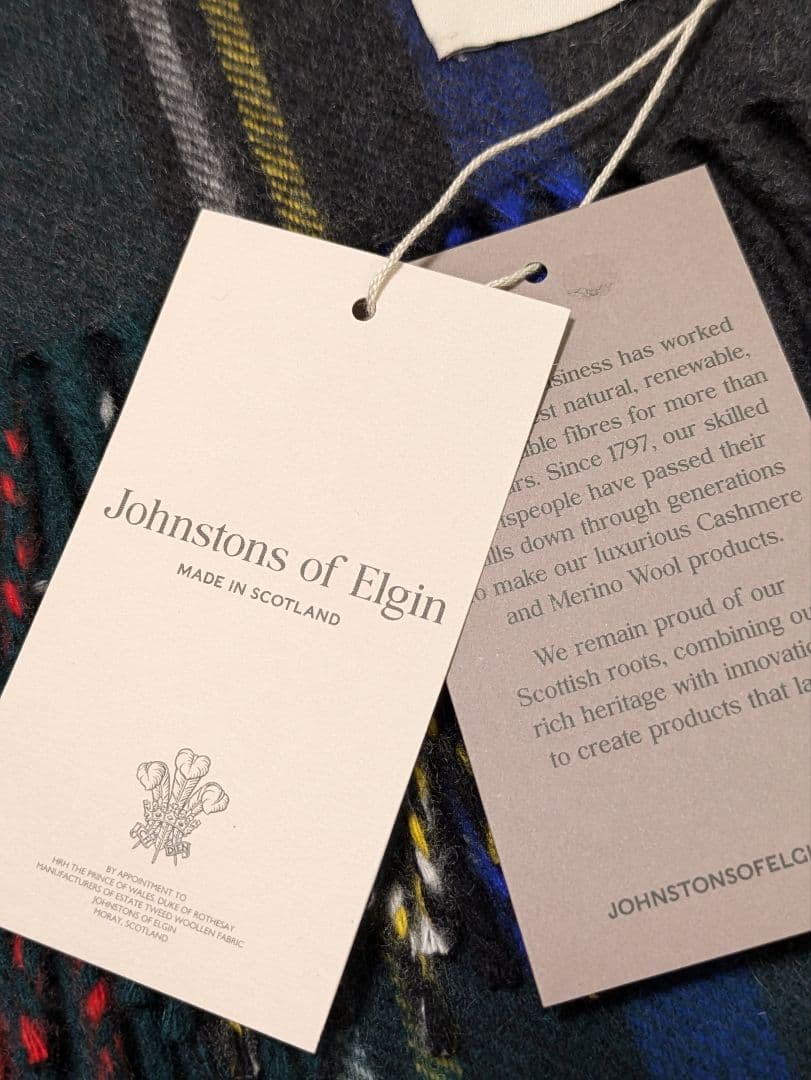 Johnstons of Elgin
MADE IN SCOTLAND
BY APPOINTMENT TO
HRH THE PRINCE OF WALES, DUKE OF ROTHESAY
MANUFACTURERS OF ESTATE TWEED WOOLLEN FABRIC
JOHNSTONS OF ELGIN
MORAY, SCOTLAND
siness has worked
st natural, renewable,
ble fibres for more than
rs. Since 1797, our skilled
tspeople have passed their
lls down through generations
o make our luxurious Cashmere
and Merino Wool products.
We remain proud of our
Scottish roots, combining ou
rich heritage with innovatio
to create products that la
JOHNSTONSOFELGI